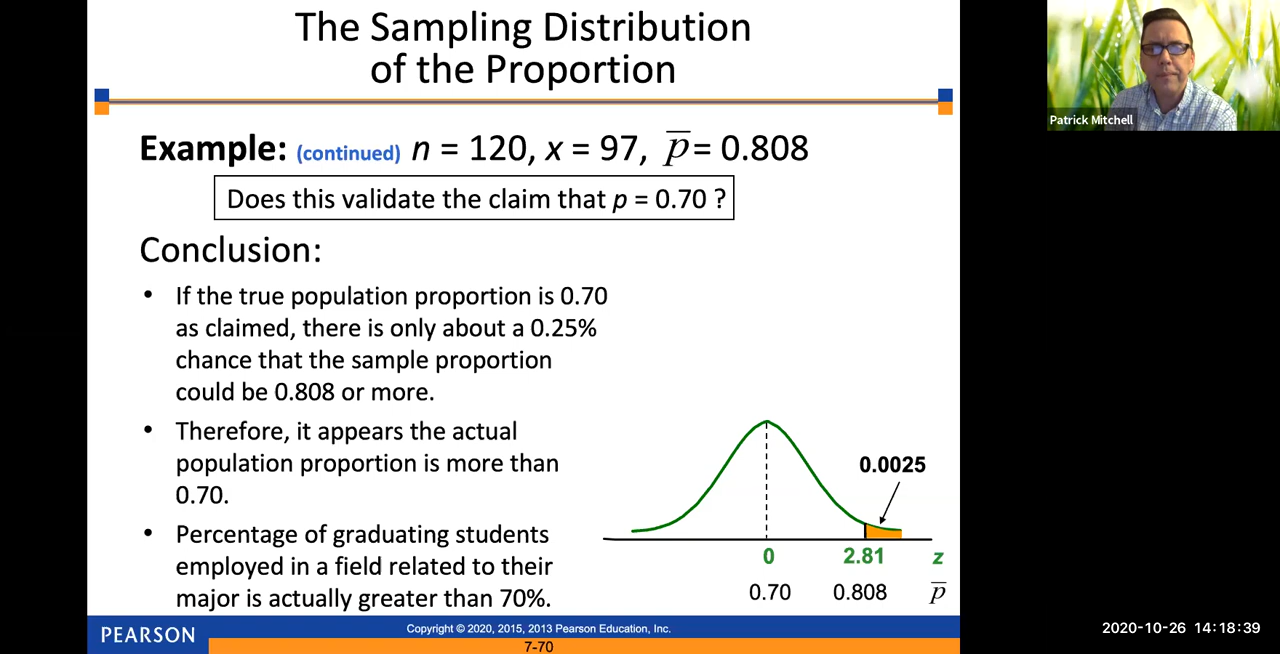 The Sampling Distribution
of the Proportion
Patrick Mitchell
Example: (continued) n = 120, x = 97, p̅ = 0.808
Does this validate the claim that p = 0.70 ?
Conclusion:
• If the true population proportion is 0.70
as claimed, there is only about a 0.25%
chance that the sample proportion
could be 0.808 or more.
• Therefore, it appears the actual
population proportion is more than
0.70.
• Percentage of graduating students
employed in a field related to their
major is actually greater than 70%.
0.0025
0 2.81 z
0.70 0.808 p̅
PEARSON
Copyright © 2020, 2015, 2013 Pearson Education, Inc.
7-70
2020-10-26 14:18:39